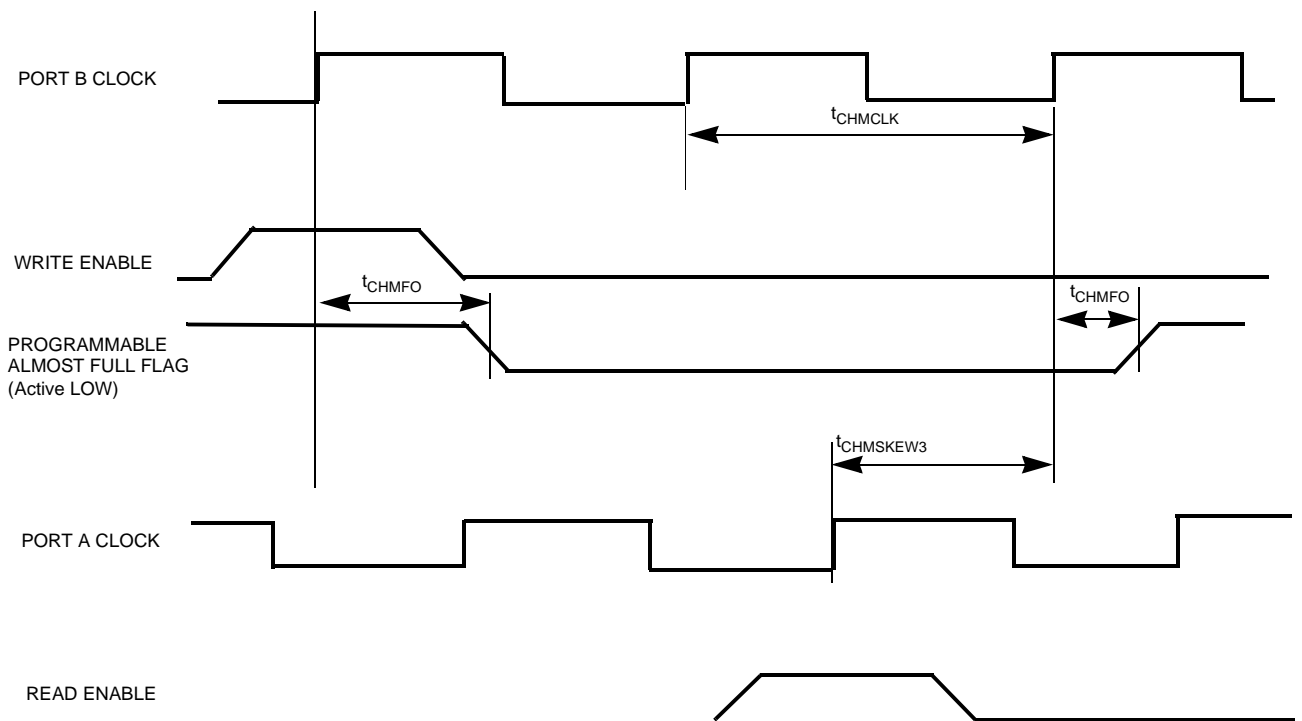 PORT B CLOCK
tCHMCLK
WRITE ENABLE
tCHMFO
tCHMFO
PROGRAMMABLE
ALMOST FULL FLAG
(Active LOW)
tCHMSKEW3
PORT A CLOCK
READ ENABLE